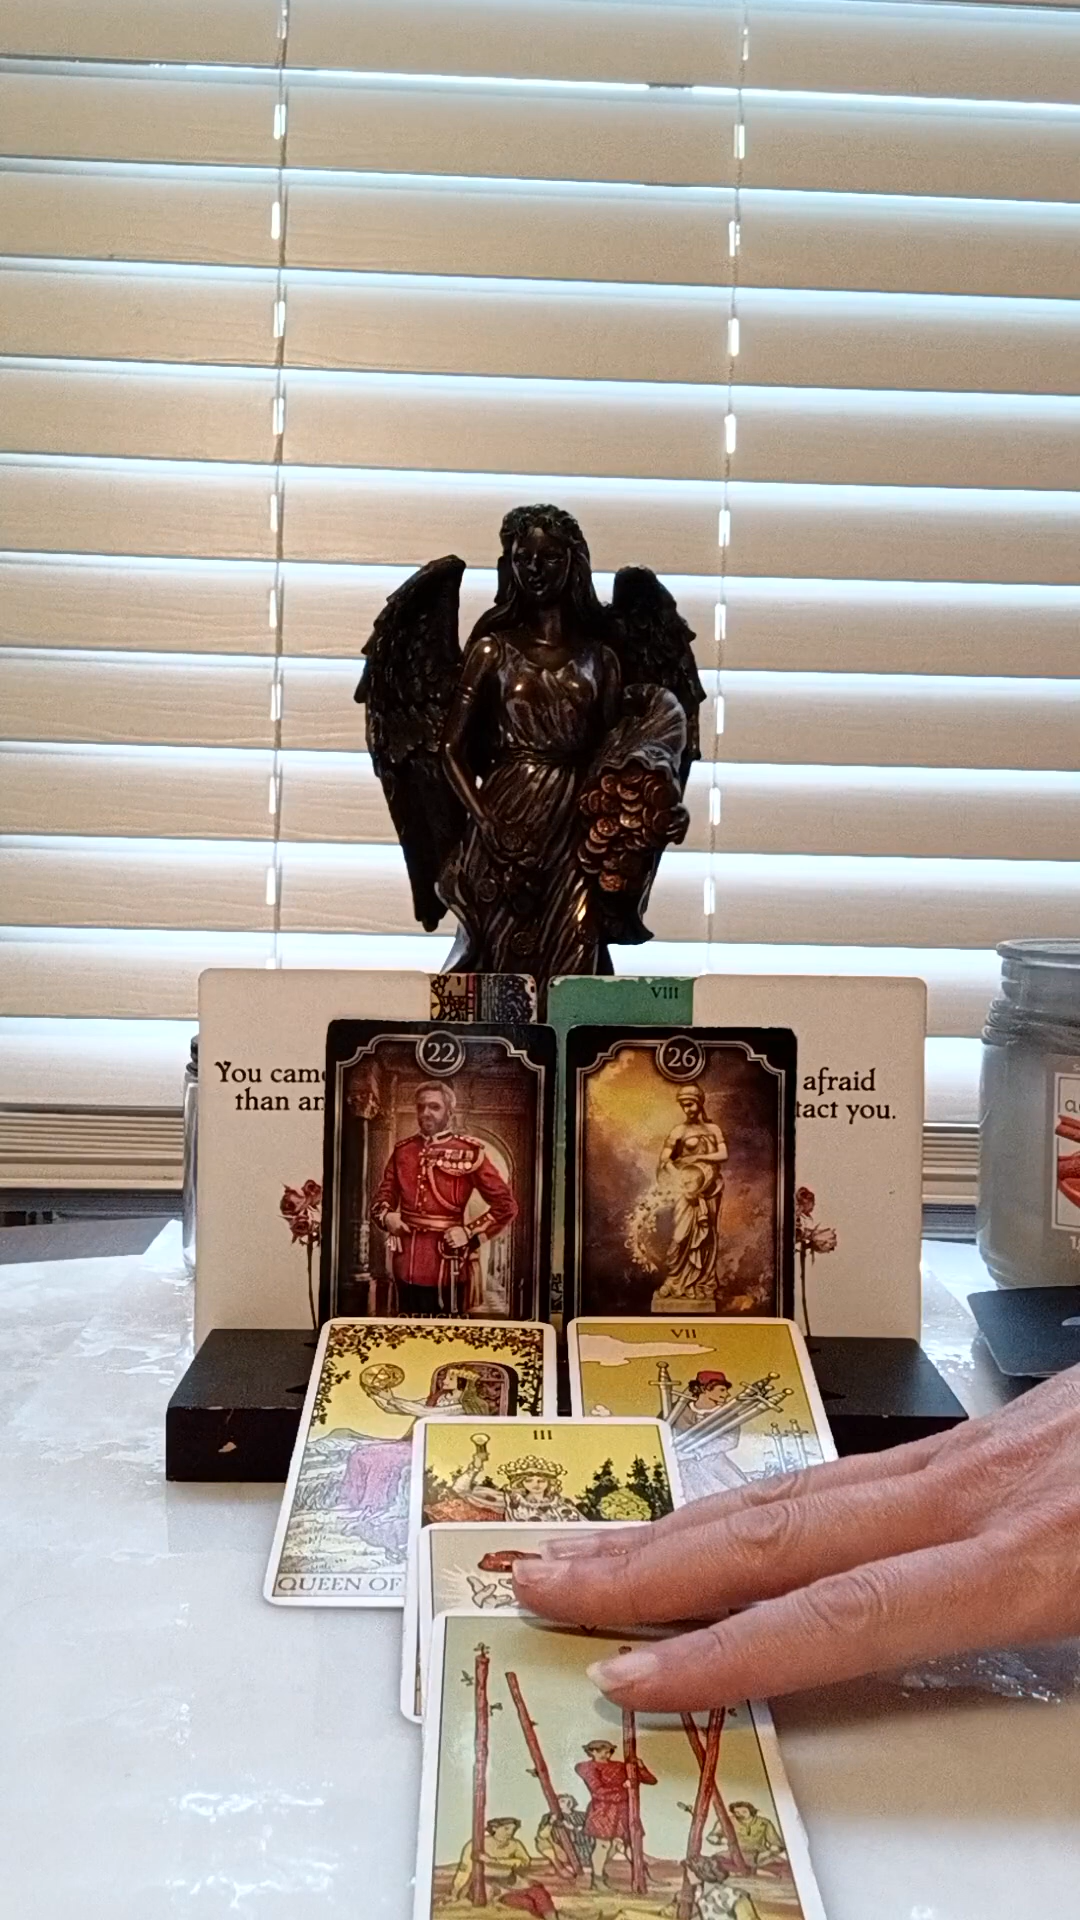 VIII
22
26
You came
than an
afraid
tact you.
VII
III
QUEEN OF